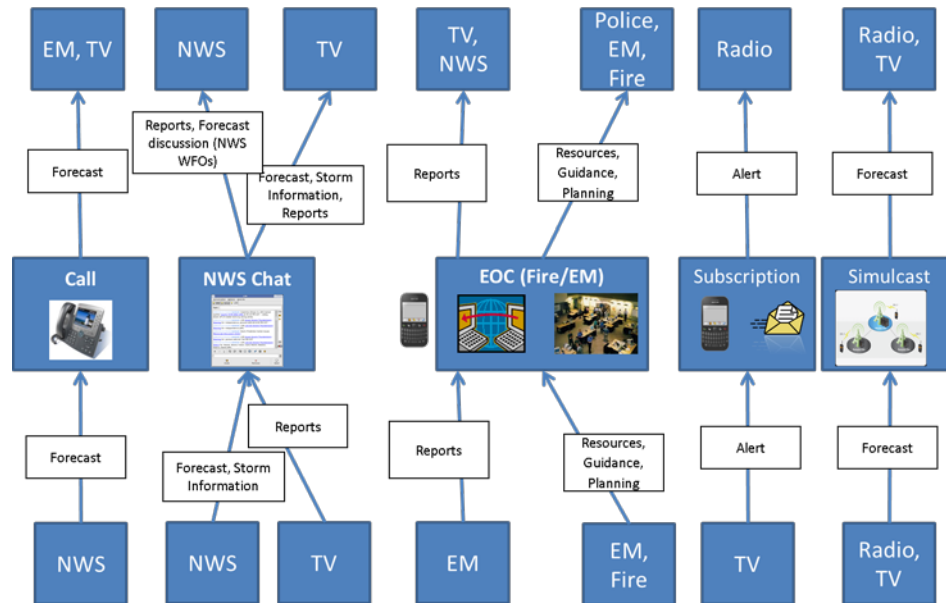 EM, TV
NWS
TV
TV,
NWS
Police,
EM,
Fire
Radio
Radio,
TV
Reports, Forecast
discussion (NWS
WFOs)
Forecast
Forecast, Storm
Information,
Reports
Reports
Resources,
Guidance,
Planning
Alert
Forecast
Call
NWS Chat
EOC (Fire/EM)
Subscription
Simulcast
Forecast
Forecast, Storm
Information
Reports
Reports
Resources,
Guidance,
Planning
Alert
Forecast
NWS
NWS
TV
EM
EM,
Fire
TV
Radio,
TV